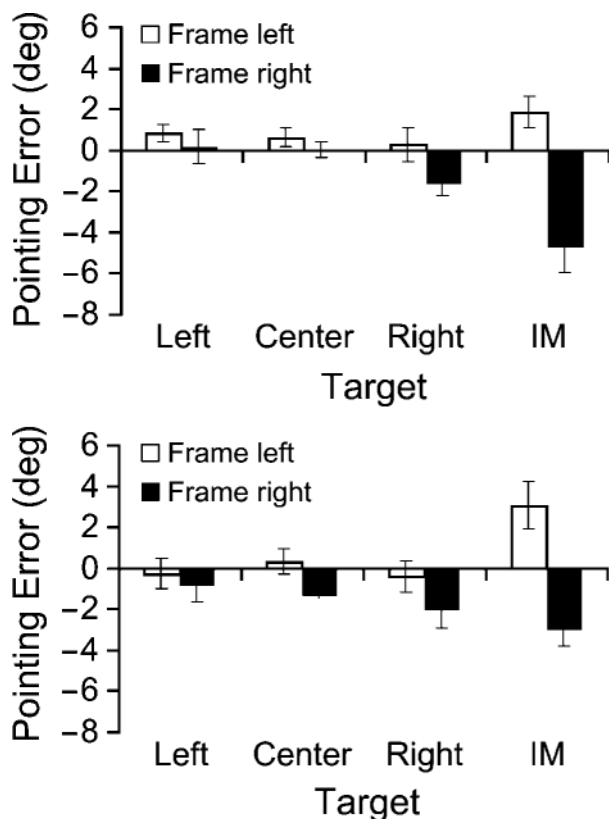 Pointing Error (deg)
6
4
2
0
−2
−4
−6
−8
Frame left
Frame right
Left Center Right IM
Target
Pointing Error (deg)
6
4
2
0
−2
−4
−6
−8
Frame left
Frame right
Left Center Right IM
Target